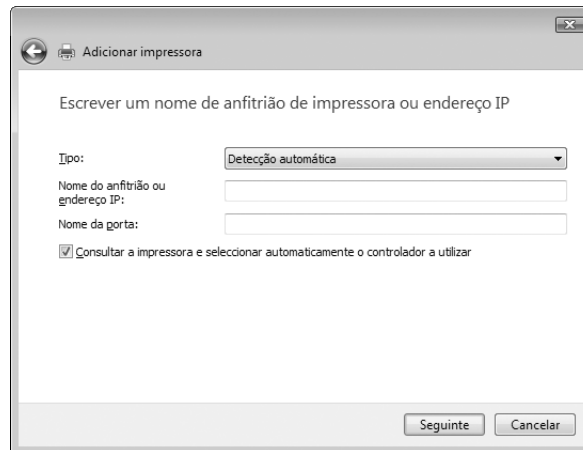 Adicionar impressora
Escrever um nome de anfitrião de impressora ou endereço IP
Tipo:
Detecção automática
Nome do anfitrião ou
endereço IP:
Nome da porta:
Consultar a impressora e seleccionar automaticamente o controlador a utilizar
Seguinte
Cancelar